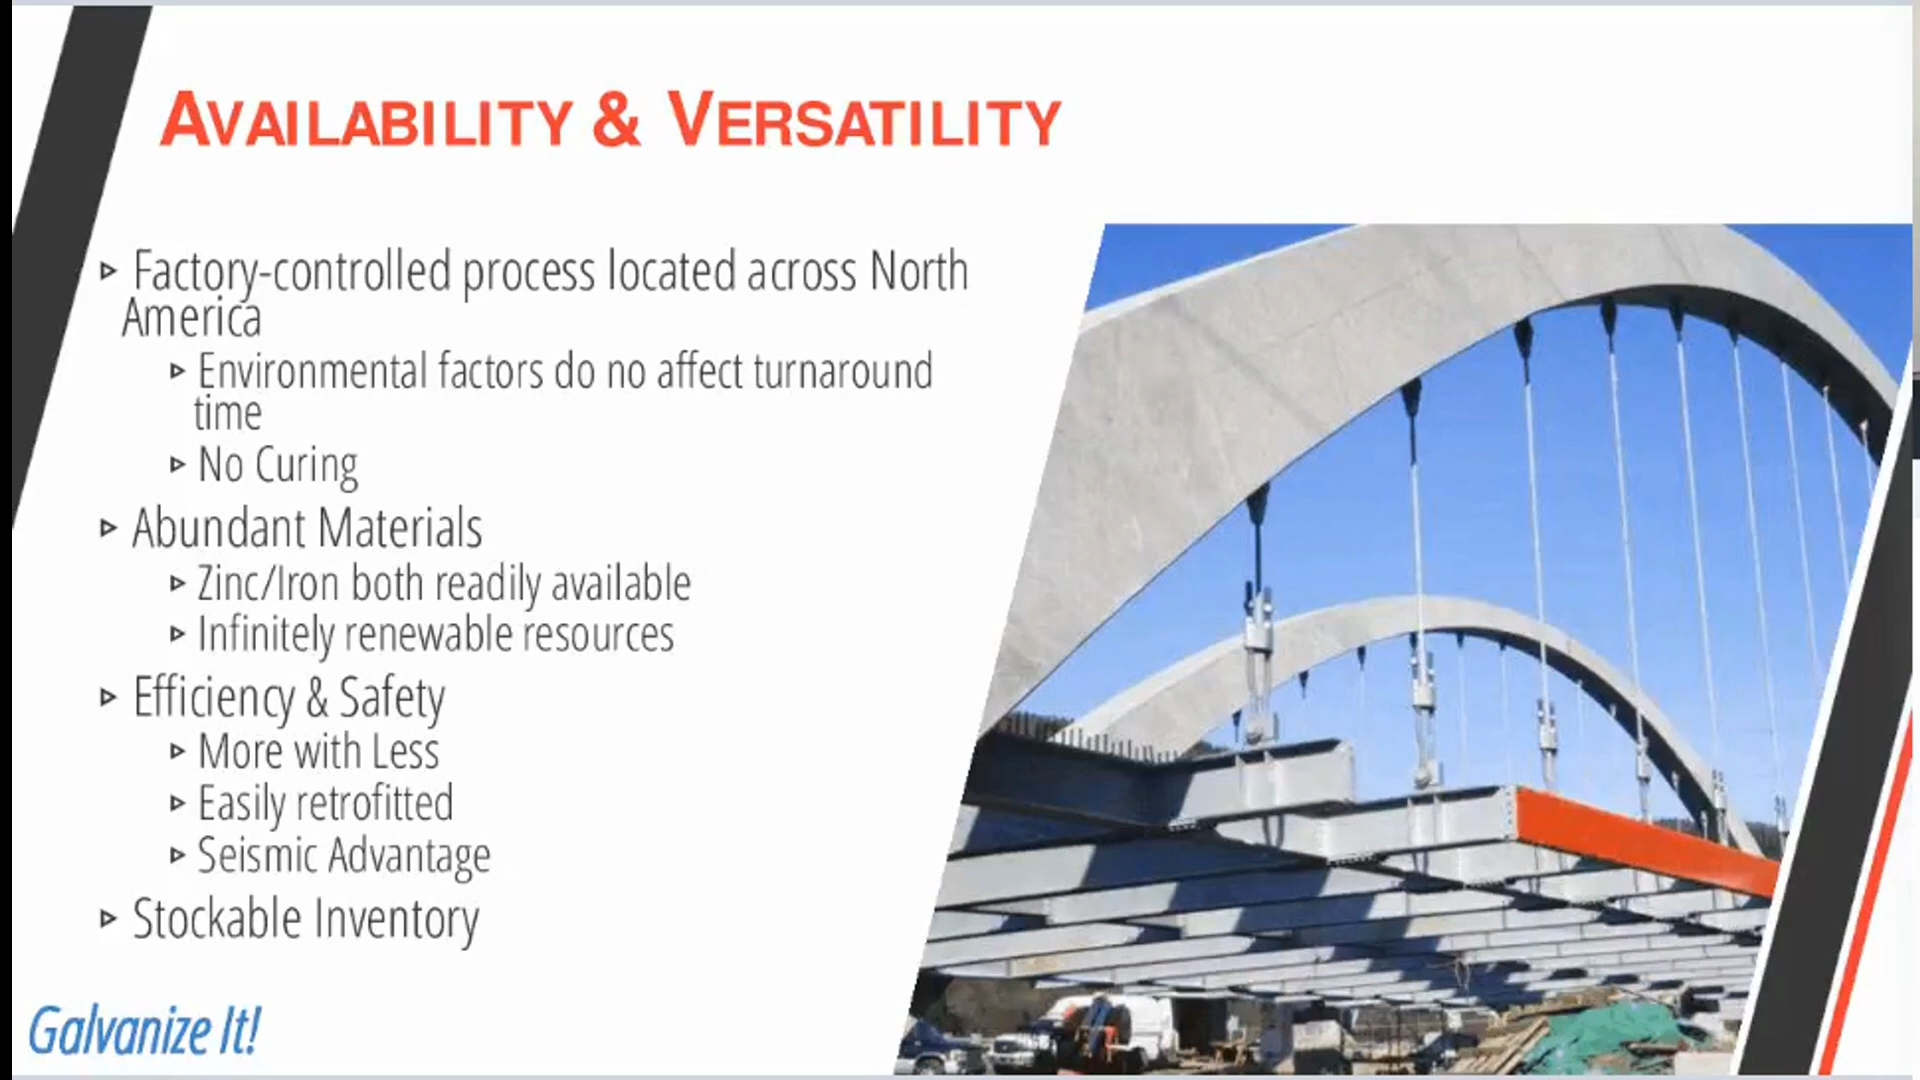 AVAILABILITY & VERSATILITY
Factory-controlled process located across North
America
Environmental factors do no affect turnaround
time
No Curing
Abundant Materials
Zinc/Iron both readily available
Infinitely renewable resources
Efficiency & Safety
More with Less
Easily retrofitted
Seismic Advantage
Stockable Inventory
Galvanize It!